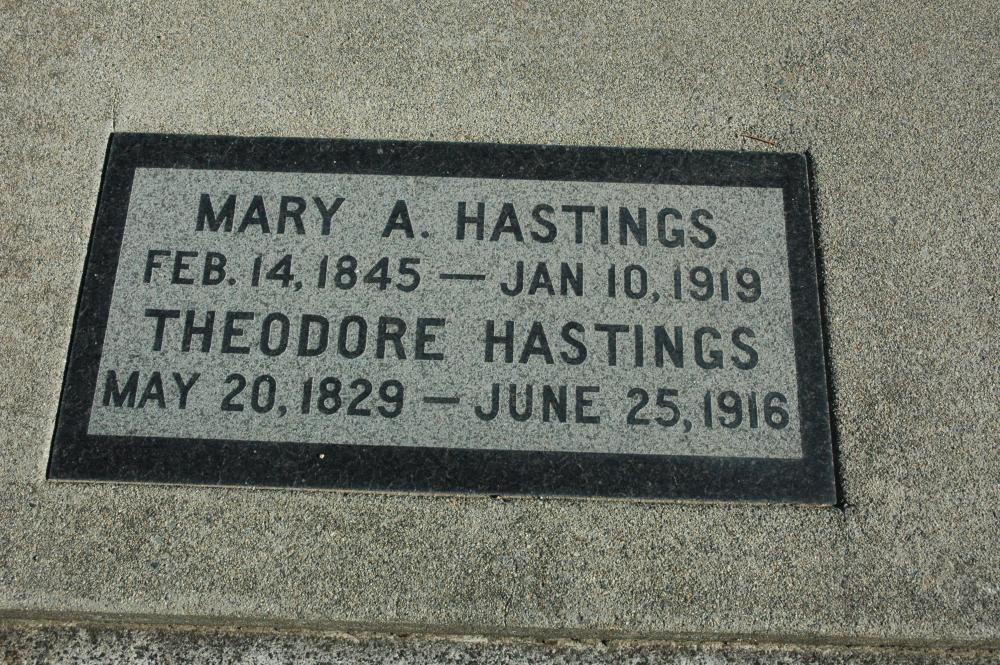 MARY A. HASTINGS
FEB. 14, 1845 — JAN 10, 1919
THEODORE HASTINGS
MAY 20, 1829 — JUNE 25, 1916